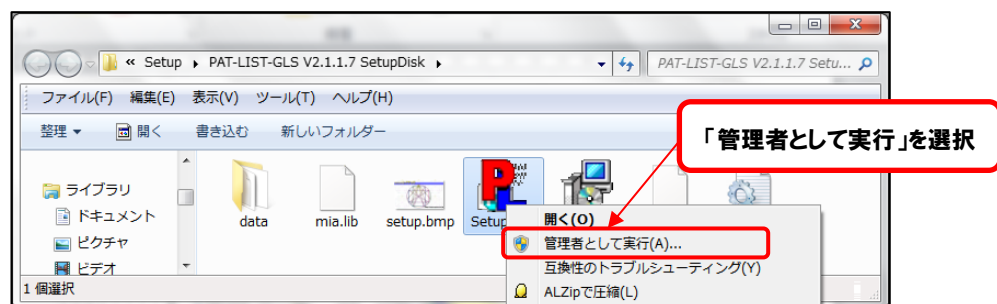 « Setup ▸ PAT-LIST-GLS V2.1.1.7 SetupDisk ▸
PAT-LIST-GLS V2.1.1.7 Setu...
ファイル(F) 編集(E) 表示(V) ツール(T) ヘルプ(H)
整理 ▼ 開く 書き込む 新しいフォルダー
「管理者として実行」を選択
ライブラリ
ドキュメント
ピクチャ
ビデオ
data
mia.lib
setup.bmp
Setup
開く(O)
管理者として実行(A)...
互換性のトラブルシューティング(Y)
ALZipで圧縮(L)
1 個選択